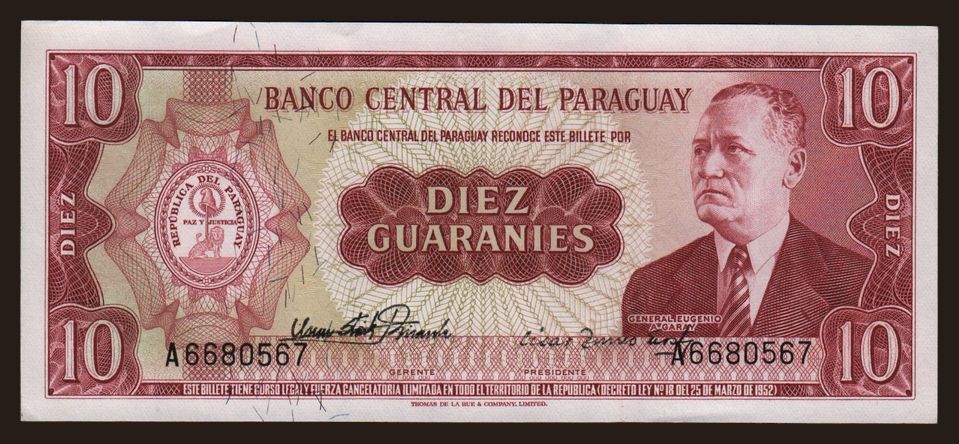 10
10
BANCO CENTRAL DEL PARAGUAY
EL BANCO CENTRAL DEL PARAGUAY RECONOCE ESTE BILLETE POR
REPÚBLICA DEL PARAGUAY
PAZ Y JUSTICIA
DIEZ
DIEZ GUARANIES
DIEZ
GENERAL EUGENIO
A. GARAY
A6680567
A6680567
GERENTE
PRESIDENTE
10
10
ESTE BILLETE TIENE CURSO LEGAL Y FUERZA CANCELATORIA ILIMITADA EN TODO EL TERRITORIO DE LA REPUBLICA (DECRETO LEY Nº 18 DEL 25 DE MARZO DE 1952)
THOMAS DE LA RUE & COMPANY, LIMITED.